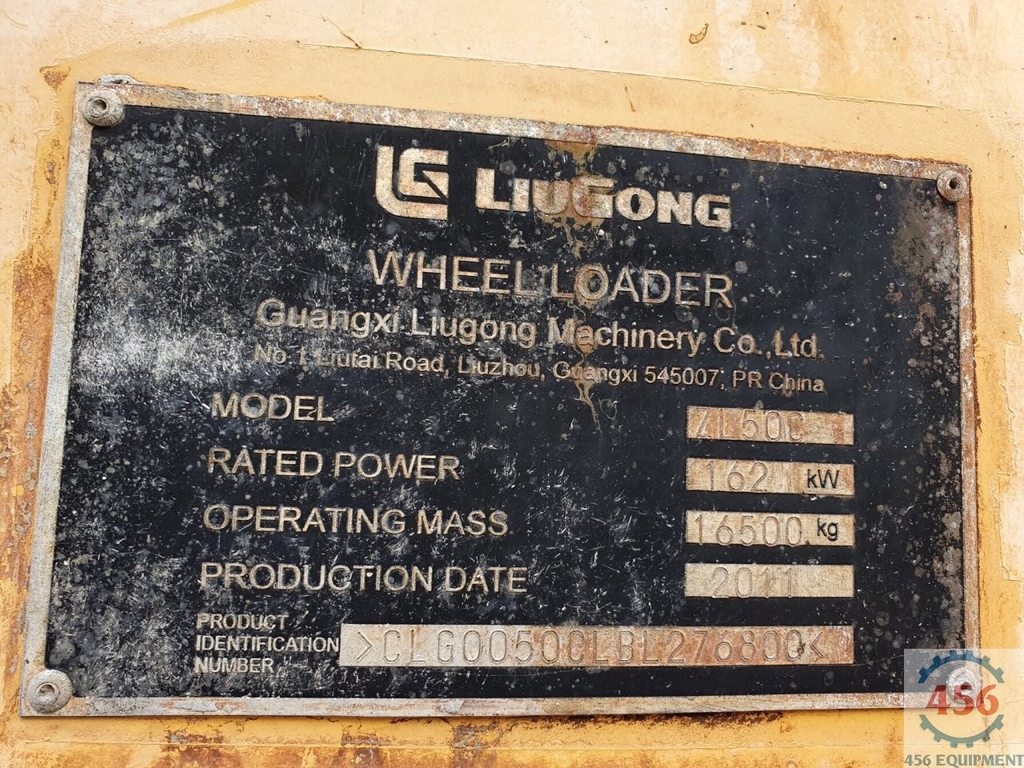 LG LIUGONG
WHEEL LOADER
Guangxi Liugong Machinery Co.,Ltd.
No.1 Liutai Road, Liuzhou, Guangxi 545007, PR China
MODEL ZL50C
RATED POWER 162 kW
OPERATING MASS 16500 kg
PRODUCTION DATE 2011
PRODUCT
IDENTIFICATION
NUMBER
>CLG0050CLBL276800<
456
456 EQUIPMENT